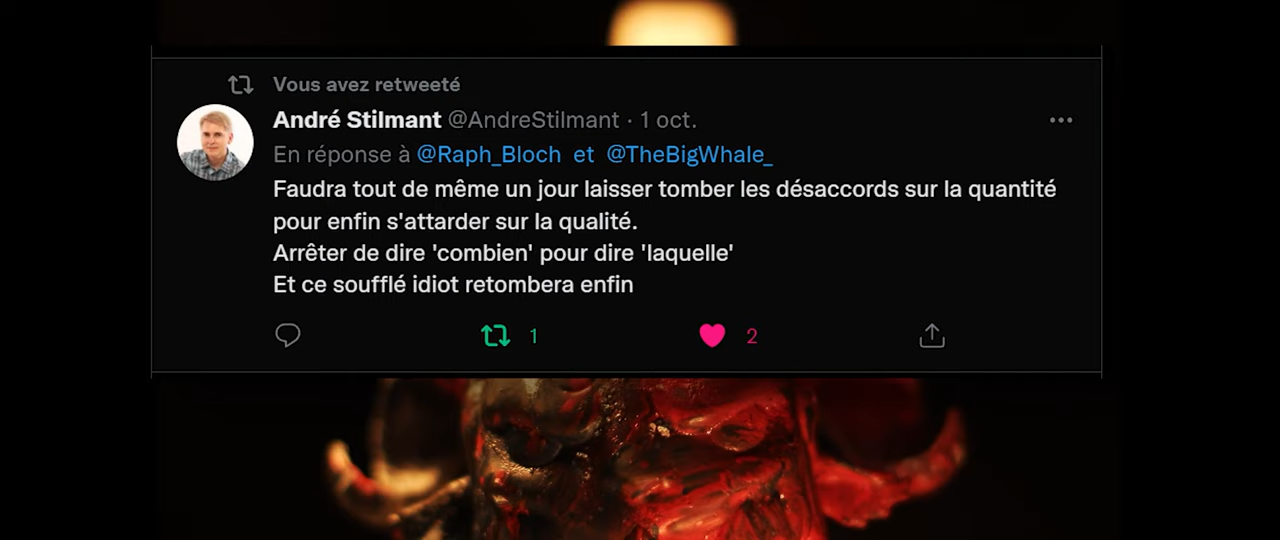 Vous avez retweeté
André Stilmant @AndreStilmant · 1 oct.
En réponse à @Raph_Bloch et @TheBigWhale_
Faudra tout de même un jour laisser tomber les désaccords sur la quantité
pour enfin s'attarder sur la qualité.
Arrêter de dire 'combien' pour dire 'laquelle'
Et ce soufflé idiot retombera enfin
1 2